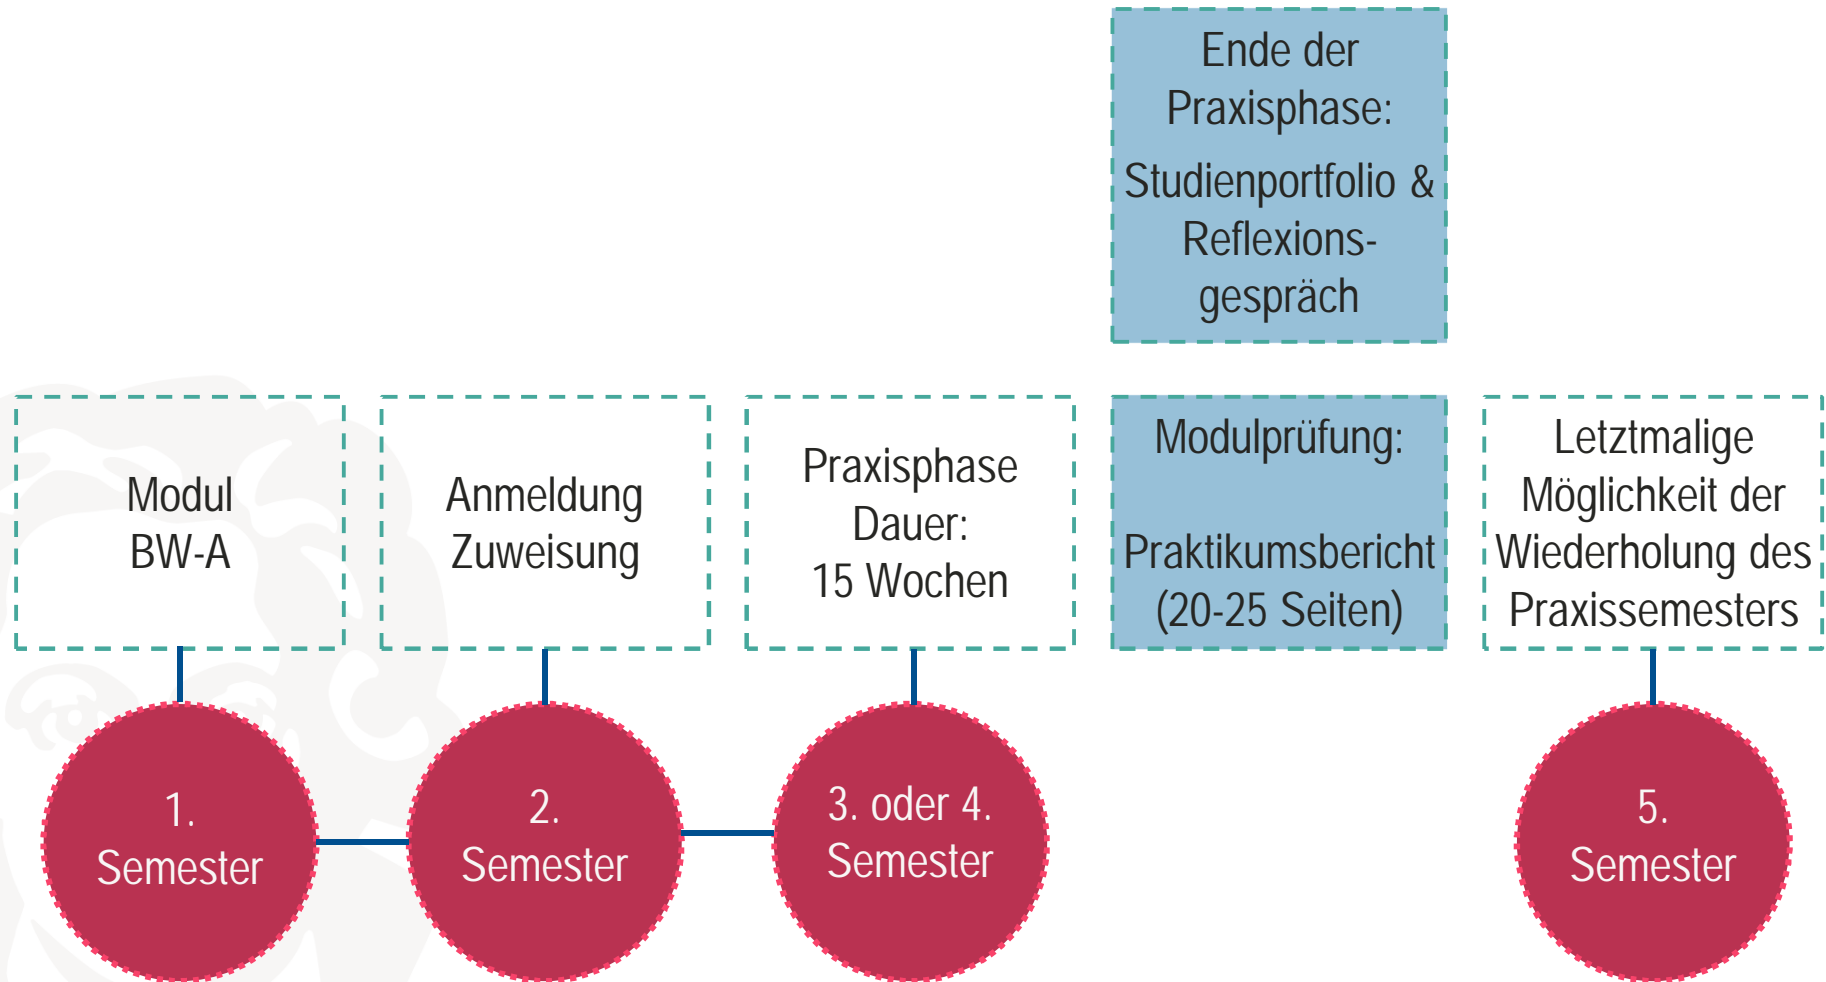 Ende der
Praxisphase:
Studienportfolio &
Reflexions-
gespräch
Modul
BW-A
Anmeldung
Zuweisung
Praxisphase
Dauer:
15 Wochen
Modulprüfung:
Praktikumsbericht
(20-25 Seiten)
Letztmalige
Möglichkeit der
Wiederholung des
Praxissemesters
1.
Semester
2.
Semester
3. oder 4.
Semester
5.
Semester